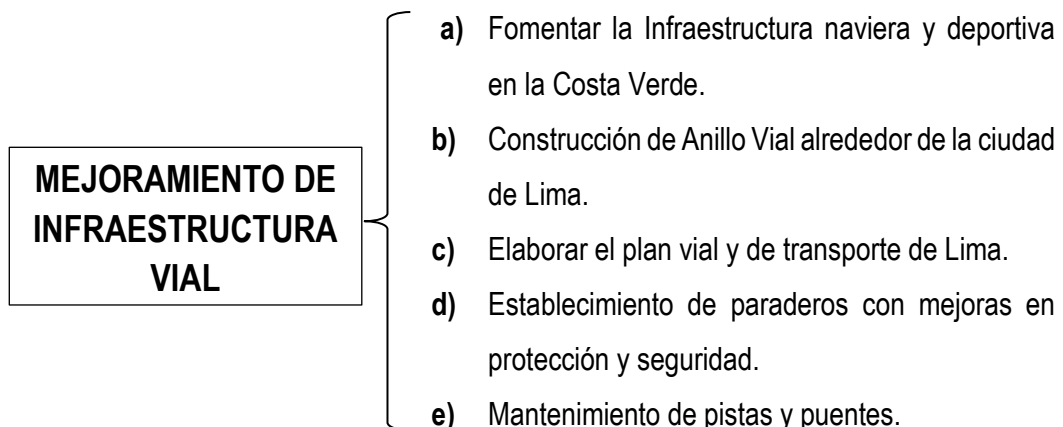 MEJORAMIENTO DE
INFRAESTRUCTURA
VIAL
a) Fomentar la Infraestructura naviera y deportiva
en la Costa Verde.
b) Construcción de Anillo Vial alrededor de la ciudad
de Lima.
c) Elaborar el plan vial y de transporte de Lima.
d) Establecimiento de paraderos con mejoras en
protección y seguridad.
e) Mantenimiento de pistas y puentes.